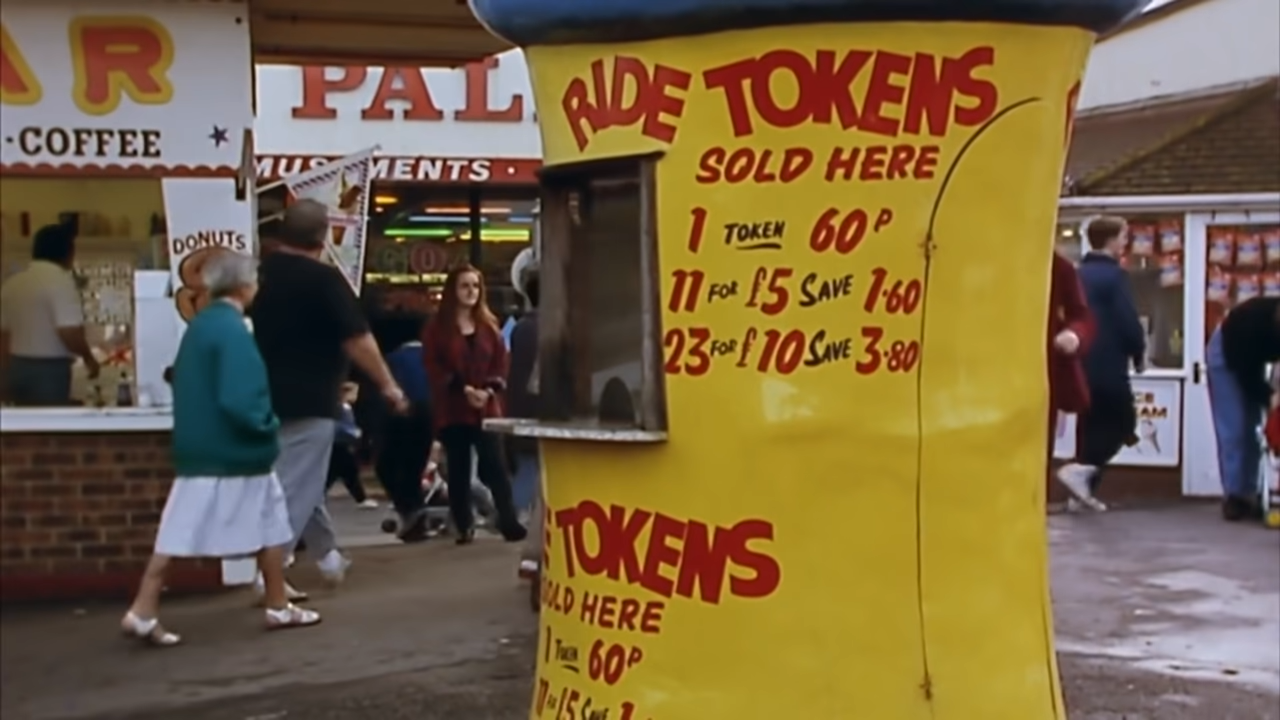 AR
·COFFEE
DONUTS
PAL
MUSEMENTS ·
RIDE TOKENS
SOLD HERE
1 TOKEN 60P
11 FOR £5 SAVE 1·60
23 FOR £10 SAVE 3·80
TOKENS
OLD HERE
1 TOKEN 60P